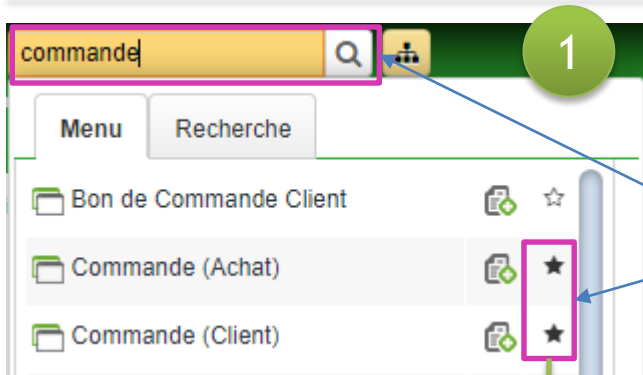 commande
1
Menu Recherche
Bon de Commande Client
Commande (Achat)
Commande (Client)